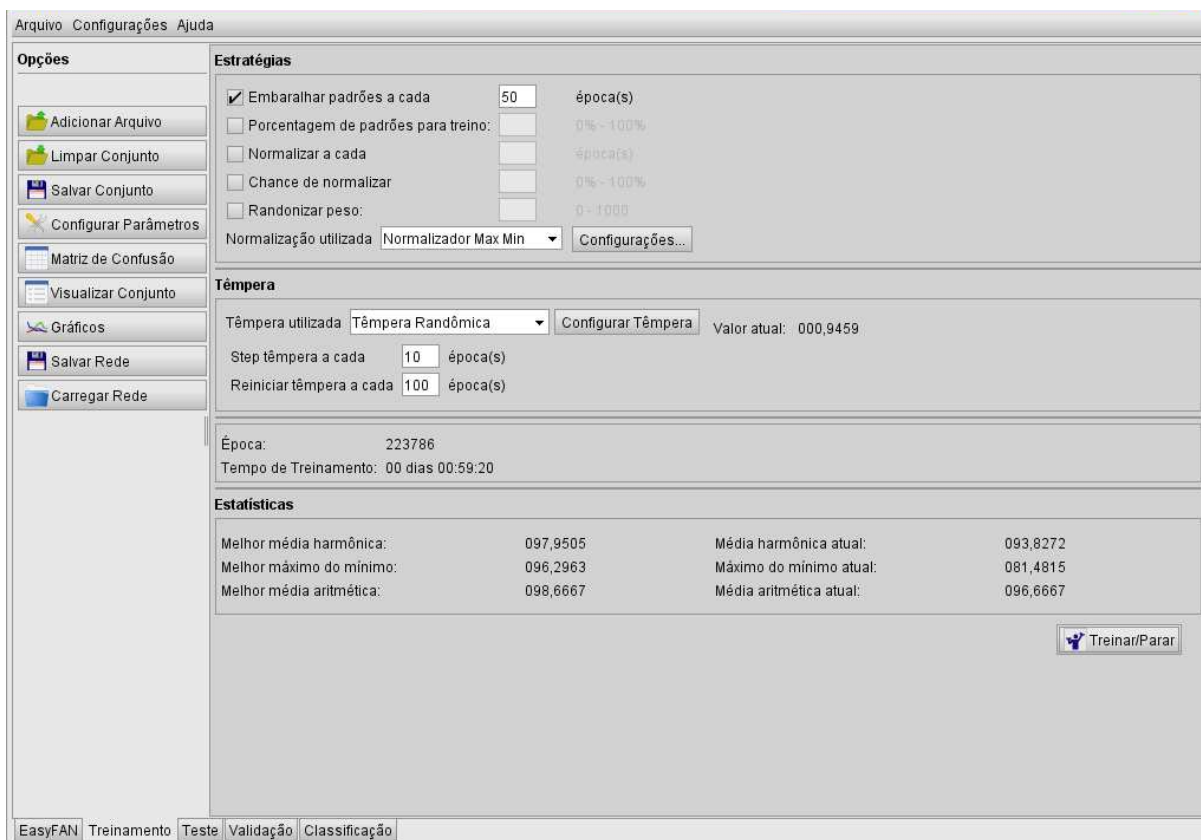 Arquivo Configurações Ajuda
Opções
Adicionar Arquivo
Limpar Conjunto
Salvar Conjunto
Configurar Parâmetros
Matriz de Confusão
Visualizar Conjunto
Gráficos
Salvar Rede
Carregar Rede
Estratégias
Embaralhar padrões a cada 50 época(s)
Porcentagem de padrões para treino: 0% - 100%
Normalizar a cada época(s)
Chance de normalizar 0% - 100%
Randonizar peso: 0 - 1000
Normalização utilizada Normalizador Max Min Configurações...
Têmpera
Têmpera utilizada Têmpera Randômica Configurar Têmpera Valor atual: 000,9459
Step têmpera a cada 10 época(s)
Reiniciar têmpera a cada 100 época(s)
Época: 223786
Tempo de Treinamento: 00 dias 00:59:20
Estatísticas
Melhor média harmônica: 097,9505 Média harmônica atual: 093,8272
Melhor máximo do mínimo: 096,2963 Máximo do mínimo atual: 081,4815
Melhor média aritmética: 098,6667 Média aritmética atual: 096,6667
Treinar/Parar
EasyFAN Treinamento Teste Validação Classificação